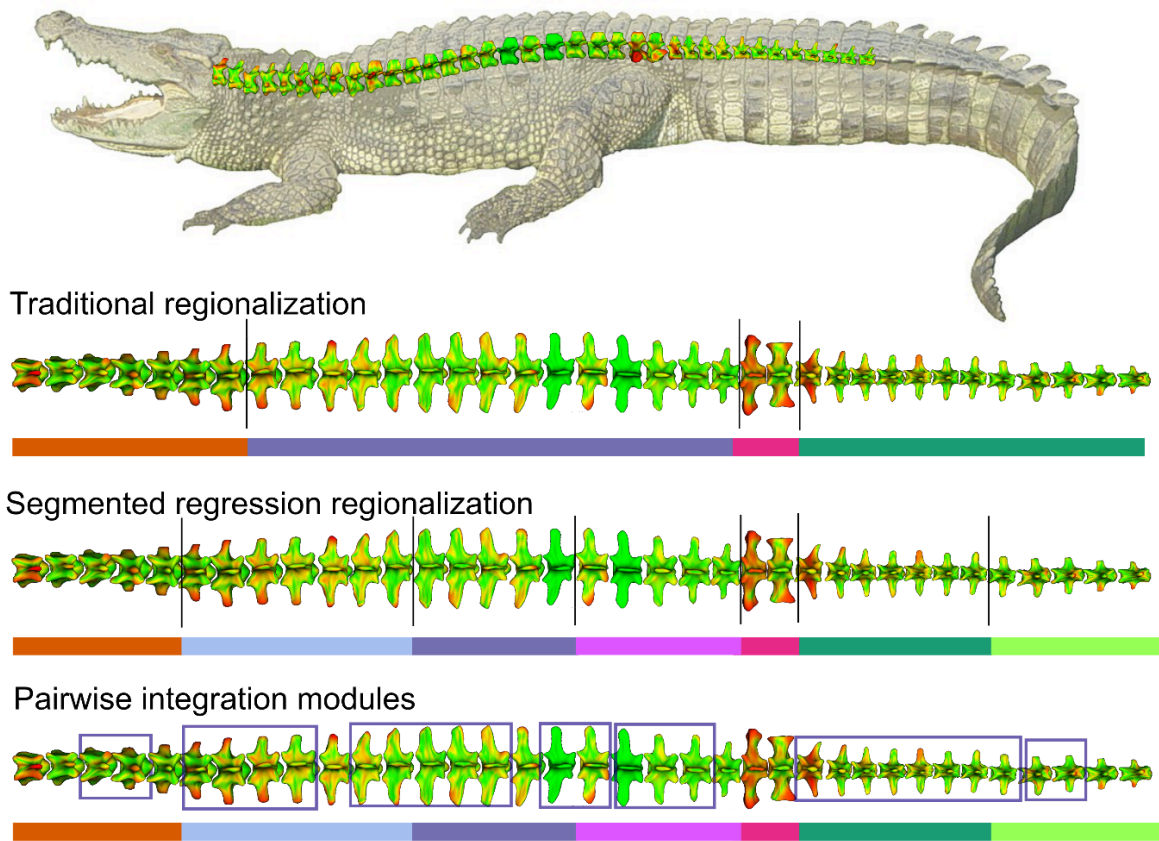 Traditional regionalization
Segmented regression regionalization
Pairwise integration modules